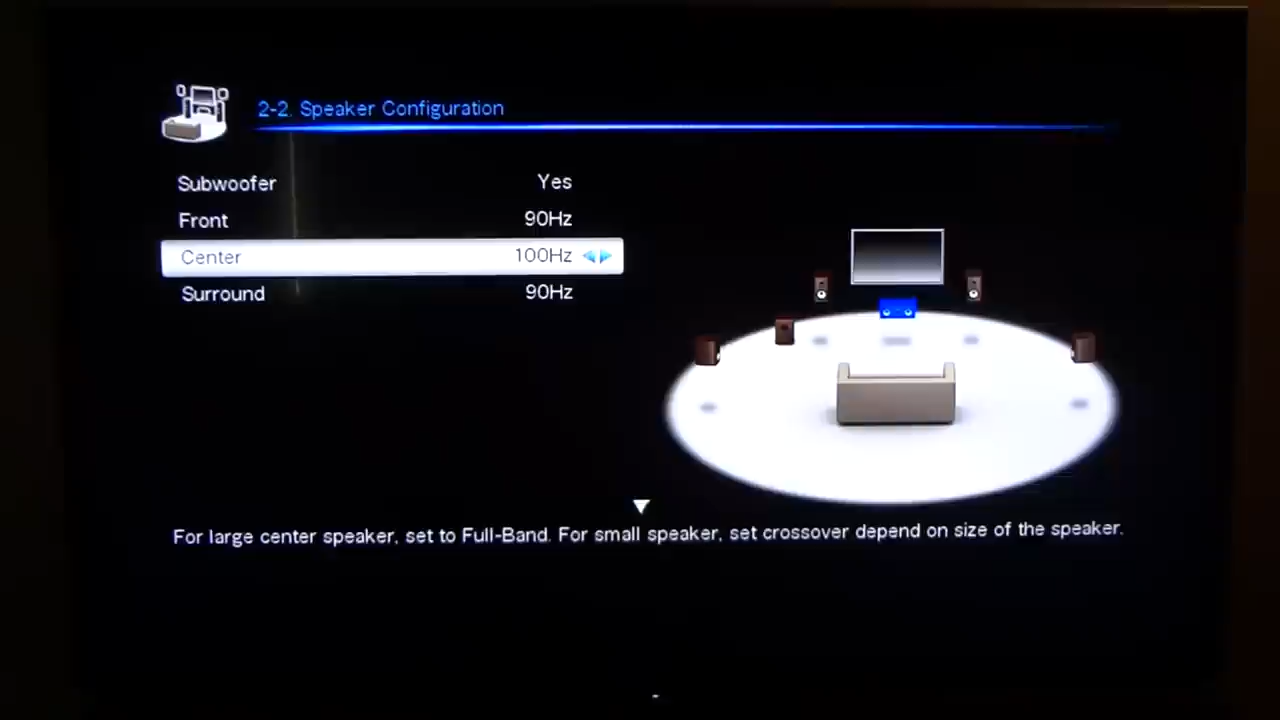 2-2. Speaker Configuration
Subwoofer Yes
Front 90Hz
Center 100Hz
Surround 90Hz
For large center speaker, set to Full-Band. For small speaker, set crossover depend on size of the speaker.